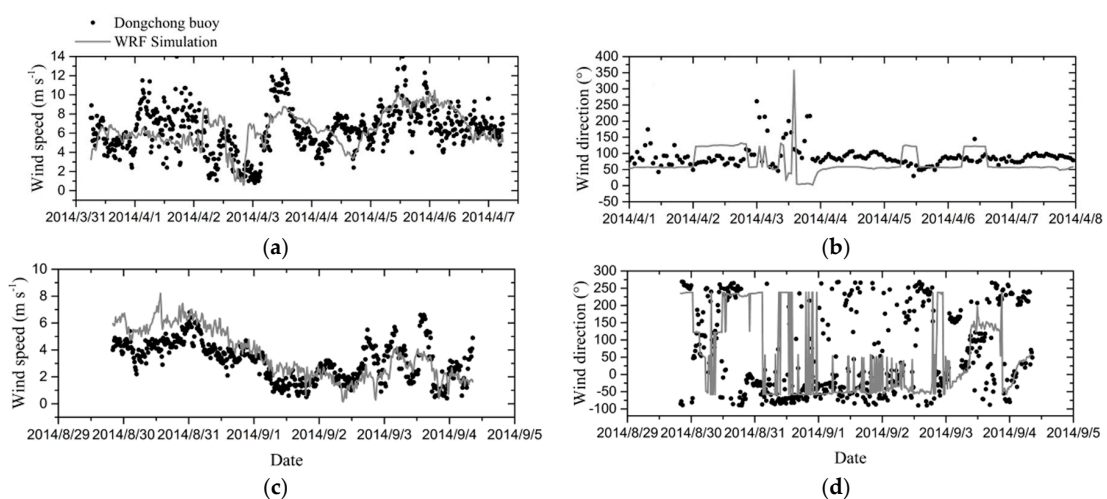 Dongchong buoy
WRF Simulation
Wind speed (m s⁻¹)
14
12
10
8
6
4
2
0
2014/3/31 2014/4/1 2014/4/2 2014/4/3 2014/4/4 2014/4/5 2014/4/6 2014/4/7
(a)
Wind direction (°)
400
350
300
250
200
150
100
50
0
-50
2014/4/1 2014/4/2 2014/4/3 2014/4/4 2014/4/5 2014/4/6 2014/4/7 2014/4/8
(b)
Wind speed (m s⁻¹)
10
8
6
4
2
0
2014/8/29 2014/8/30 2014/8/31 2014/9/1 2014/9/2 2014/9/3 2014/9/4 2014/9/5
Date
(c)
Wind direction (°)
300
250
200
150
100
50
0
-50
-100
2014/8/29 2014/8/30 2014/8/31 2014/9/1 2014/9/2 2014/9/3 2014/9/4 2014/9/5
Date
(d)